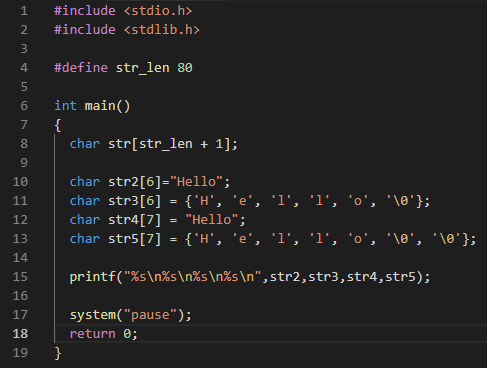 1 #include <stdio.h>
2 #include <stdlib.h>
3
4 #define str_len 80
5
6 int main()
7 {
8   char str[str_len + 1];
9
10   char str2[6]="Hello";
11   char str3[6] = {'H', 'e', 'l', 'l', 'o', '\0'};
12   char str4[7] = "Hello";
13   char str5[7] = {'H', 'e', 'l', 'l', 'o', '\0', '\0'};
14
15   printf("%s\n%s\n%s\n%s\n",str2,str3,str4,str5);
16
17   system("pause");
18   return 0;
19 }